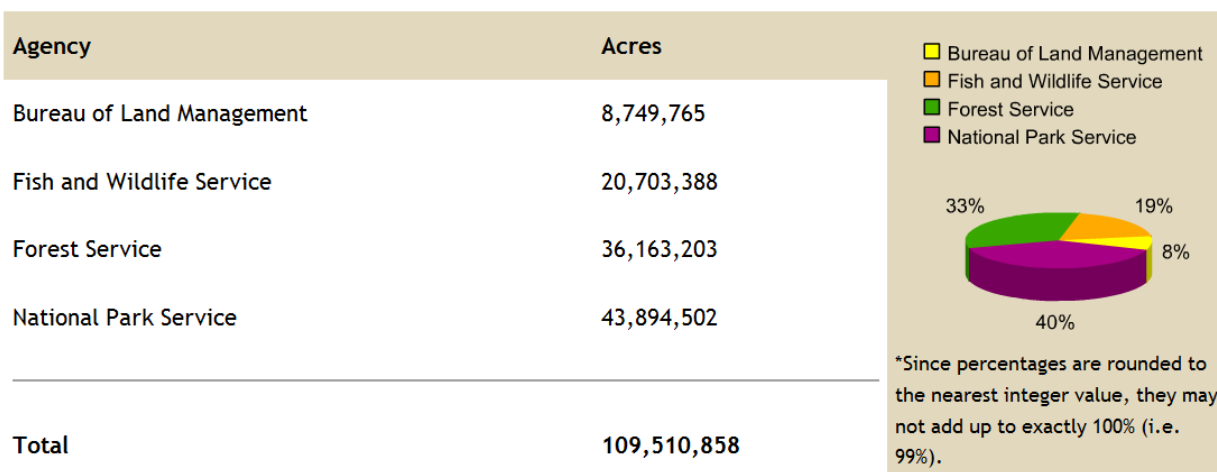 Agency Acres
Bureau of Land Management 8,749,765
Fish and Wildlife Service 20,703,388
Forest Service 36,163,203
National Park Service 43,894,502
Total 109,510,858
Bureau of Land Management
Fish and Wildlife Service
Forest Service
National Park Service
33% 19%
8%
40%
*Since percentages are rounded to
the nearest integer value, they may
not add up to exactly 100% (i.e.
99%).